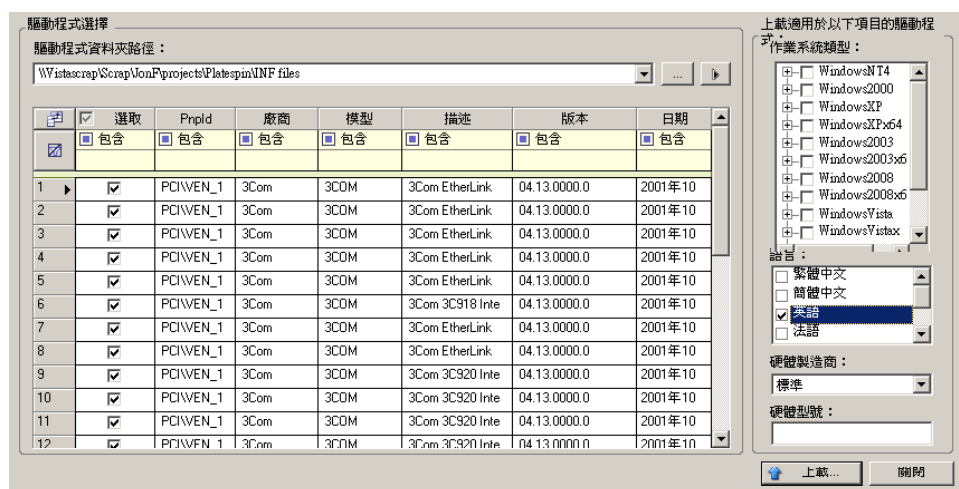 驅動程式選擇
驅動程式資料夾路徑：
\\Vistascrap\Scrap\JonF\projects\Platespin\INF files
...
選取 PnpId 廠商 模型 描述 版本 日期
包含 包含 包含 包含 包含 包含 包含
1 PCI\VEN_1 3Com 3COM 3Com EtherLink 04.13.0000.0 2001年10
2 PCI\VEN_1 3Com 3COM 3Com EtherLink 04.13.0000.0 2001年10
3 PCI\VEN_1 3Com 3COM 3Com EtherLink 04.13.0000.0 2001年10
4 PCI\VEN_1 3Com 3COM 3Com EtherLink 04.13.0000.0 2001年10
5 PCI\VEN_1 3Com 3COM 3Com EtherLink 04.13.0000.0 2001年10
6 PCI\VEN_1 3Com 3COM 3Com 3C918 Inte 04.13.0000.0 2001年10
7 PCI\VEN_1 3Com 3COM 3Com EtherLink 04.13.0000.0 2001年10
8 PCI\VEN_1 3Com 3COM 3Com EtherLink 04.13.0000.0 2001年10
9 PCI\VEN_1 3Com 3COM 3Com 3C920 Inte 04.13.0000.0 2001年10
10 PCI\VEN_1 3Com 3COM 3Com 3C920 Inte 04.13.0000.0 2001年10
11 PCI\VEN_1 3Com 3COM 3Com 3C920 Inte 04.13.0000.0 2001年10
12 PCI\VEN_1 3Com 3COM 3Com 3C920 Inte 04.13.0000.0 2001年10
上載適用於以下項目的驅動程
式：
作業系統類型：
WindowsNT4
Windows2000
WindowsXP
WindowsXPx64
Windows2003
Windows2003x6
Windows2008
Windows2008x6
WindowsVista
WindowsVistax
語言：
繁體中文
簡體中文
英語
法語
硬體製造商：
標準
硬體型號：
上載...
關閉